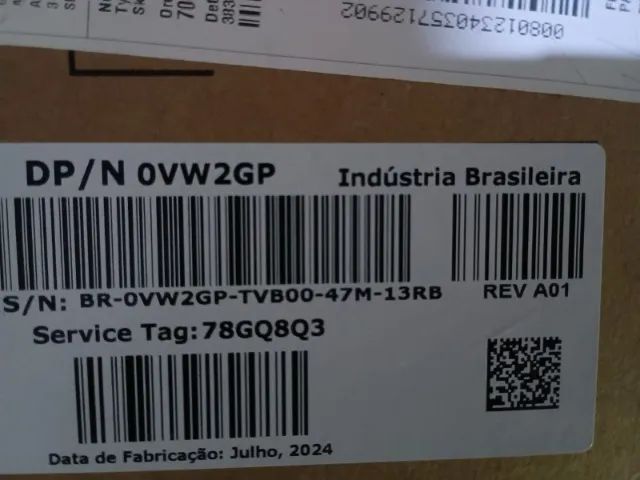 008012340357129902
DP/N 0VW2GP
Indústria Brasileira
S/N: BR-0VW2GP-TVB00-47M-13RB
REV A01
Service Tag:78GQ8Q3
Data de Fabricação: Julho, 2024